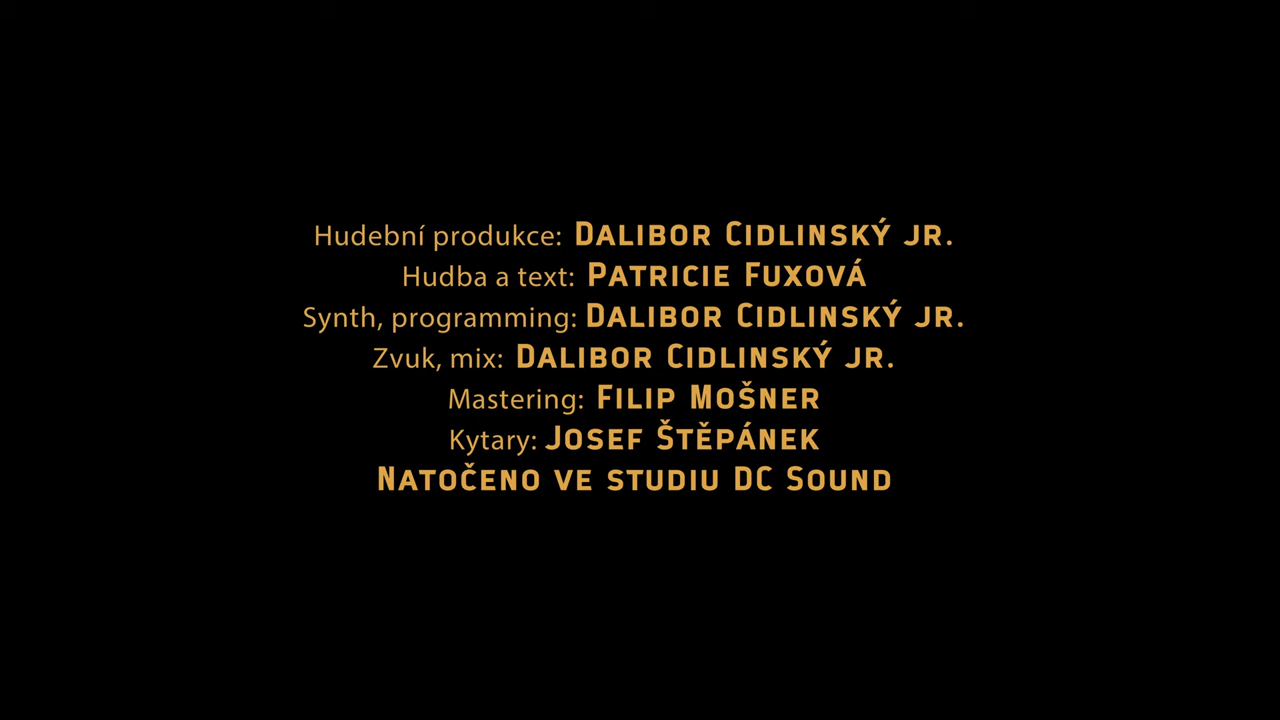 Hudební produkce: Dalibor Cidlinský jr.
Hudba a text: Patricie Fuxová
Synth, programming: Dalibor Cidlinský jr.
Zvuk, mix: Dalibor Cidlinský jr.
Mastering: Filip Mošner
Kytary: Josef Štěpánek
Natočeno ve studiu DC Sound